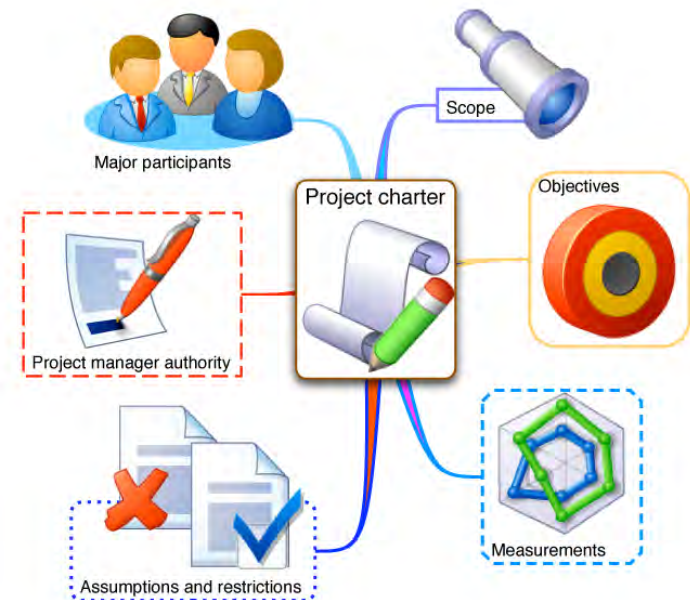 Scope
Major participants
Project charter
Objectives
Project manager authority
Measurements
Assumptions and restrictions